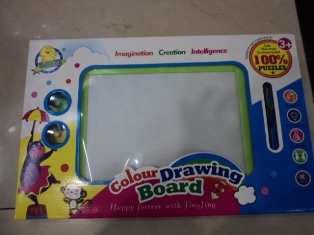 Imagination Creation Intelligence
3+
100%
PUZZLES
Colour Drawing
Board
Happy forever with JingJing